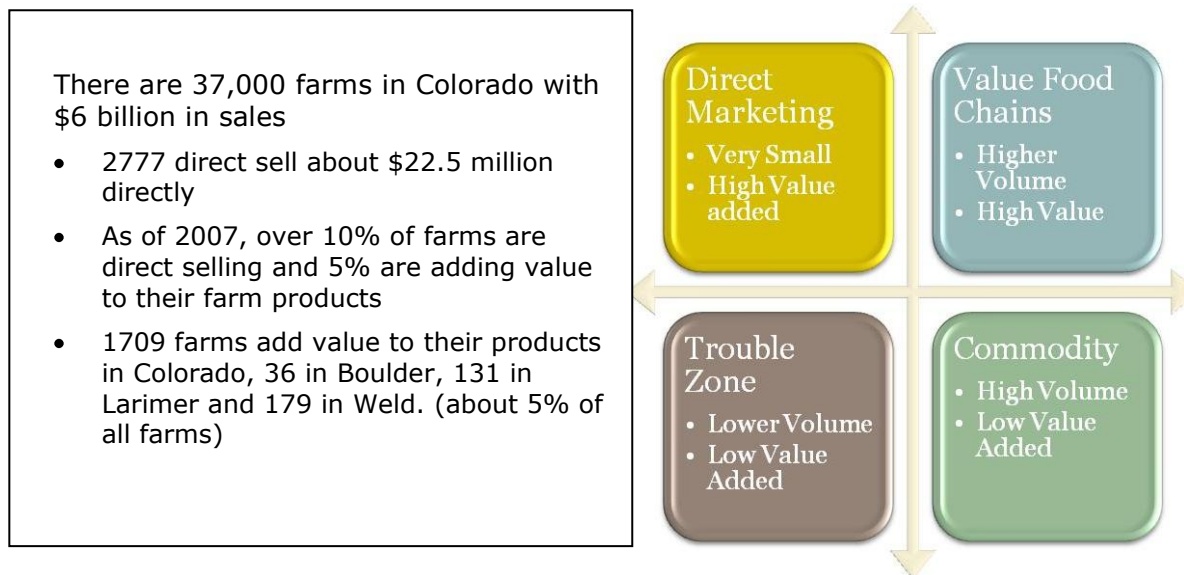 There are 37,000 farms in Colorado with
$6 billion in sales
• 2777 direct sell about $22.5 million
directly
• As of 2007, over 10% of farms are
direct selling and 5% are adding value
to their farm products
• 1709 farms add value to their products
in Colorado, 36 in Boulder, 131 in
Larimer and 179 in Weld. (about 5% of
all farms)
Direct
Marketing
• Very Small
• High Value
added
Value Food
Chains
• Higher
Volume
• High Value
Trouble
Zone
• Lower Volume
• Low Value
Added
Commodity
• High Volume
• Low Value
Added